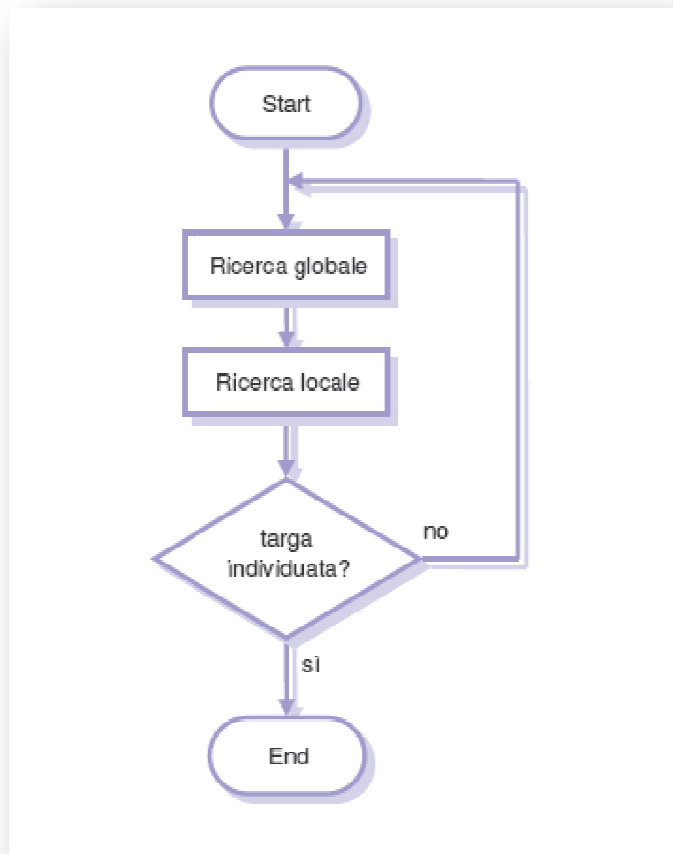 Start
Ricerca globale
Ricerca locale
targa
individuata?
no
sì
End